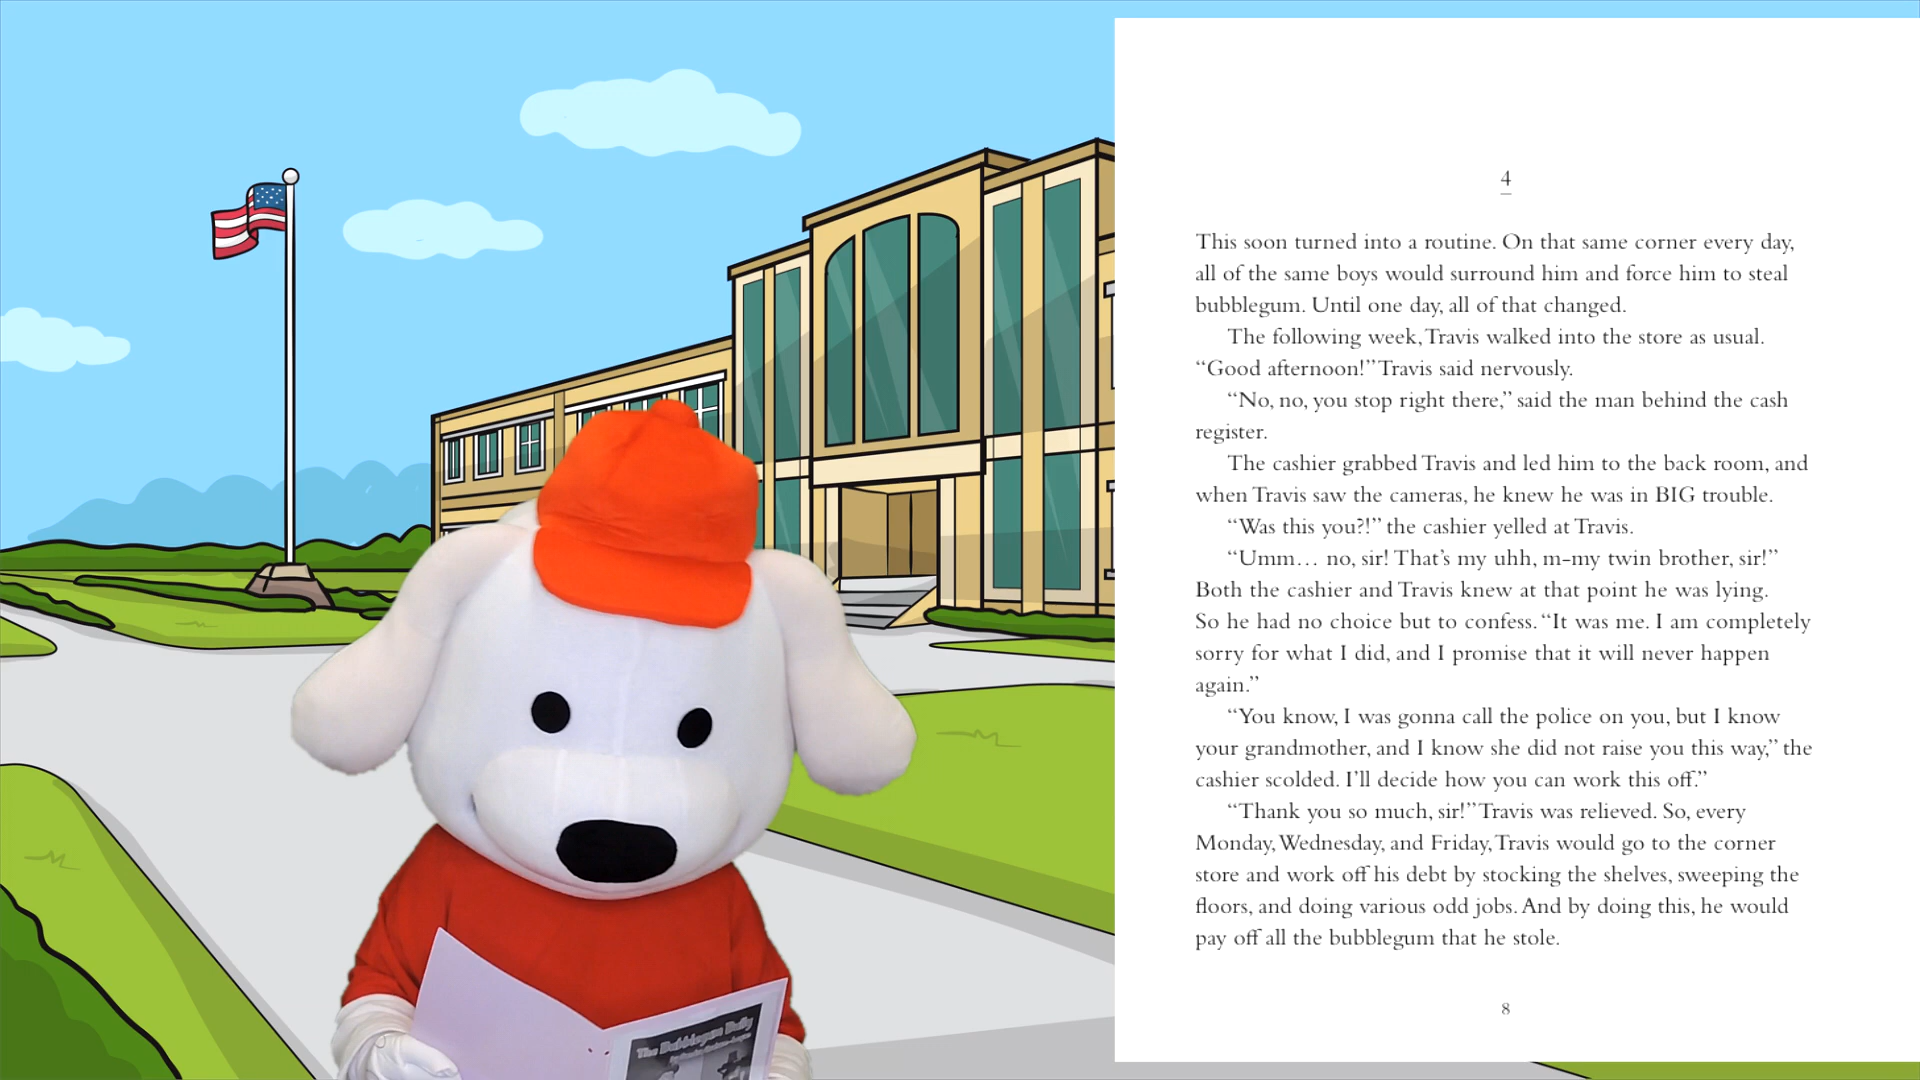 4
This soon turned into a routine. On that same corner every day,
all of the same boys would surround him and force him to steal
bubblegum. Until one day, all of that changed.
The following week, Travis walked into the store as usual.
“Good afternoon!” Travis said nervously.
“No, no, you stop right there,” said the man behind the cash
register.
The cashier grabbed Travis and led him to the back room, and
when Travis saw the cameras, he knew he was in BIG trouble.
“Was this you?!” the cashier yelled at Travis.
“Umm… no, sir! That’s my uhh, m-my twin brother, sir!”
Both the cashier and Travis knew at that point he was lying.
So he had no choice but to confess. “It was me. I am completely
sorry for what I did, and I promise that it will never happen
again.”
“You know, I was gonna call the police on you, but I know
your grandmother, and I know she did not raise you this way,” the
cashier scolded. I’ll decide how you can work this off.”
“Thank you so much, sir!” Travis was relieved. So, every
Monday, Wednesday, and Friday, Travis would go to the corner
store and work off his debt by stocking the shelves, sweeping the
floors, and doing various odd jobs. And by doing this, he would
pay off all the bubblegum that he stole.
8
The Bubblegum Bully